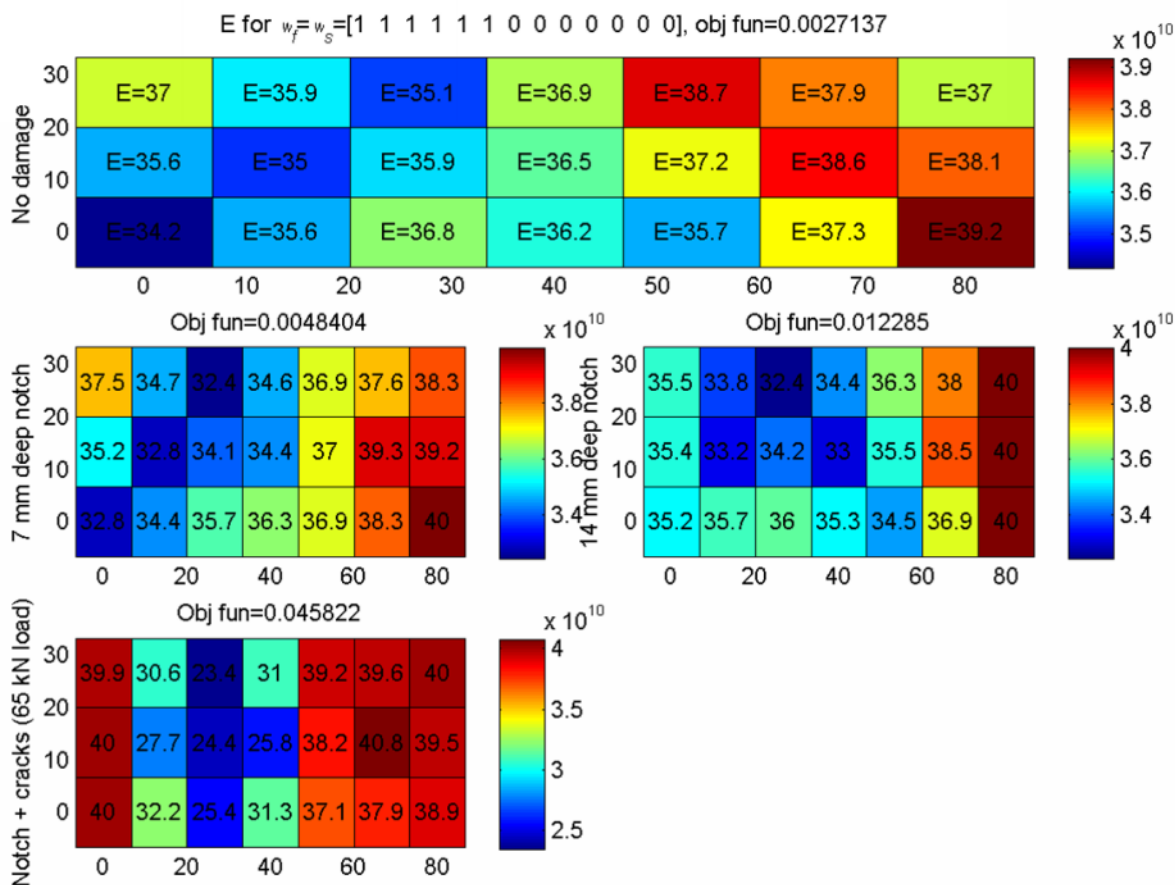 E for w_f=w_s=[1 1 1 1 1 1 0 0 0 0 0 0 0], obj fun=0.0027137
x 10^10
No damage
30
20
10
0
E=37 E=35.9 E=35.1 E=36.9 E=38.7 E=37.9 E=37
E=35.6 E=35 E=35.9 E=36.5 E=37.2 E=38.6 E=38.1
E=34.2 E=35.6 E=36.8 E=36.2 E=35.7 E=37.3 E=39.2
0 10 20 30 40 50 60 70 80
3.9
3.8
3.7
3.6
3.5
Obj fun=0.0048404
x 10^10
7 mm deep notch
30
20
10
0
37.5 34.7 32.4 34.6 36.9 37.6 38.3
35.2 32.8 34.1 34.4 37 39.3 39.2
32.8 34.4 35.7 36.3 36.9 38.3 40
0 20 40 60 80
3.8
3.6
3.4
Obj fun=0.012285
x 10^10
14 mm deep notch
30
20
10
0
35.5 33.8 32.4 34.4 36.3 38 40
35.4 33.2 34.2 33 35.5 38.5 40
35.2 35.7 36 35.3 34.5 36.9 40
0 20 40 60 80
4
3.8
3.6
3.4
Obj fun=0.045822
x 10^10
Notch + cracks (65 kN load)
30
20
10
0
39.9 30.6 23.4 31 39.2 39.6 40
40 27.7 24.4 25.8 38.2 40.8 39.5
40 32.2 25.4 31.3 37.1 37.9 38.9
0 20 40 60 80
4
3.5
3
2.5